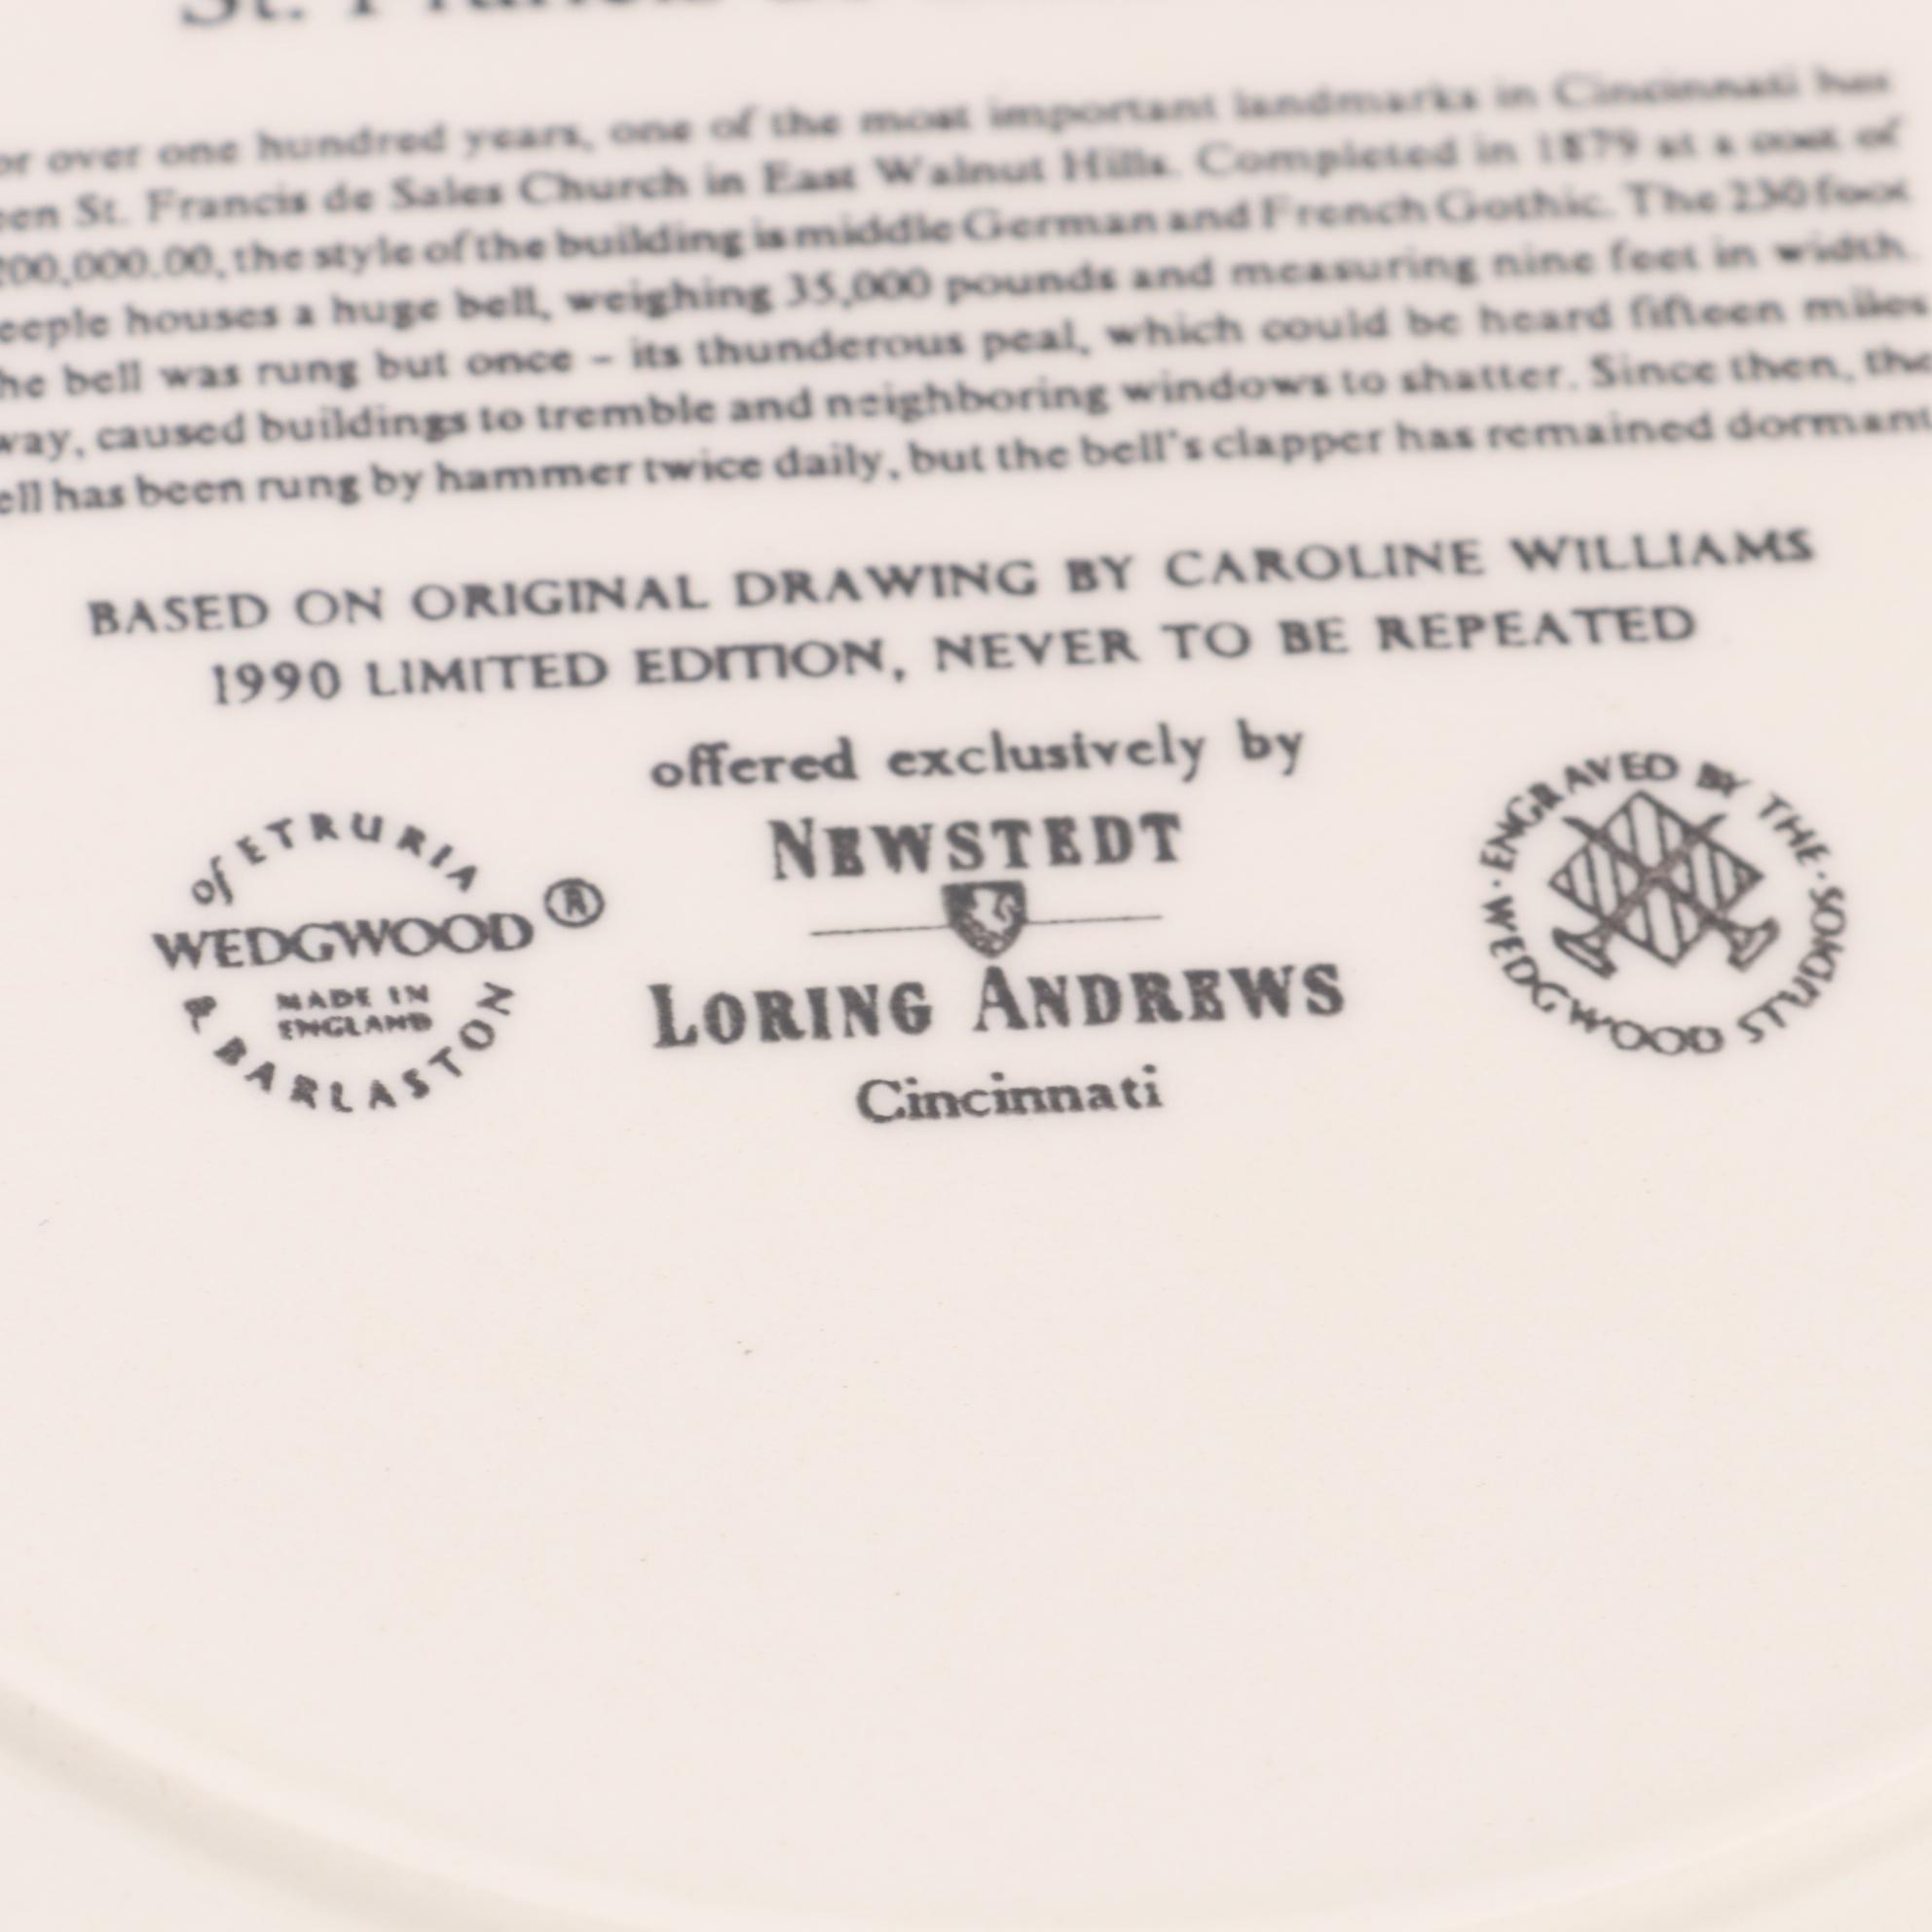 St. Francis de
or over one hundred years, one of the most important landmarks in Cincinnati has
een St. Francis de Sales Church in East Walnut Hills. Completed in 1879 at a cost of
200,000.00, the style of the building is middle German and French Gothic. The 230 foot
eeple houses a huge bell, weighing 35,000 pounds and measuring nine feet in width.
he bell was rung but once – its thunderous peal, which could be heard fifteen miles
way, caused buildings to tremble and neighboring windows to shatter. Since then, the
ell has been rung by hammer twice daily, but the bell's clapper has remained dormant
BASED ON ORIGINAL DRAWING BY CAROLINE WILLIAMS
1990 LIMITED EDITION, NEVER TO BE REPEATED
offered exclusively by
NEWSTEDT
LORING ANDREWS
Cincinnati
of ETRURIA
WEDGWOOD ®
MADE IN
ENGLAND
& BARLASTON
ENGRAVED BY THE · STUDIOS
WEDGWOOD